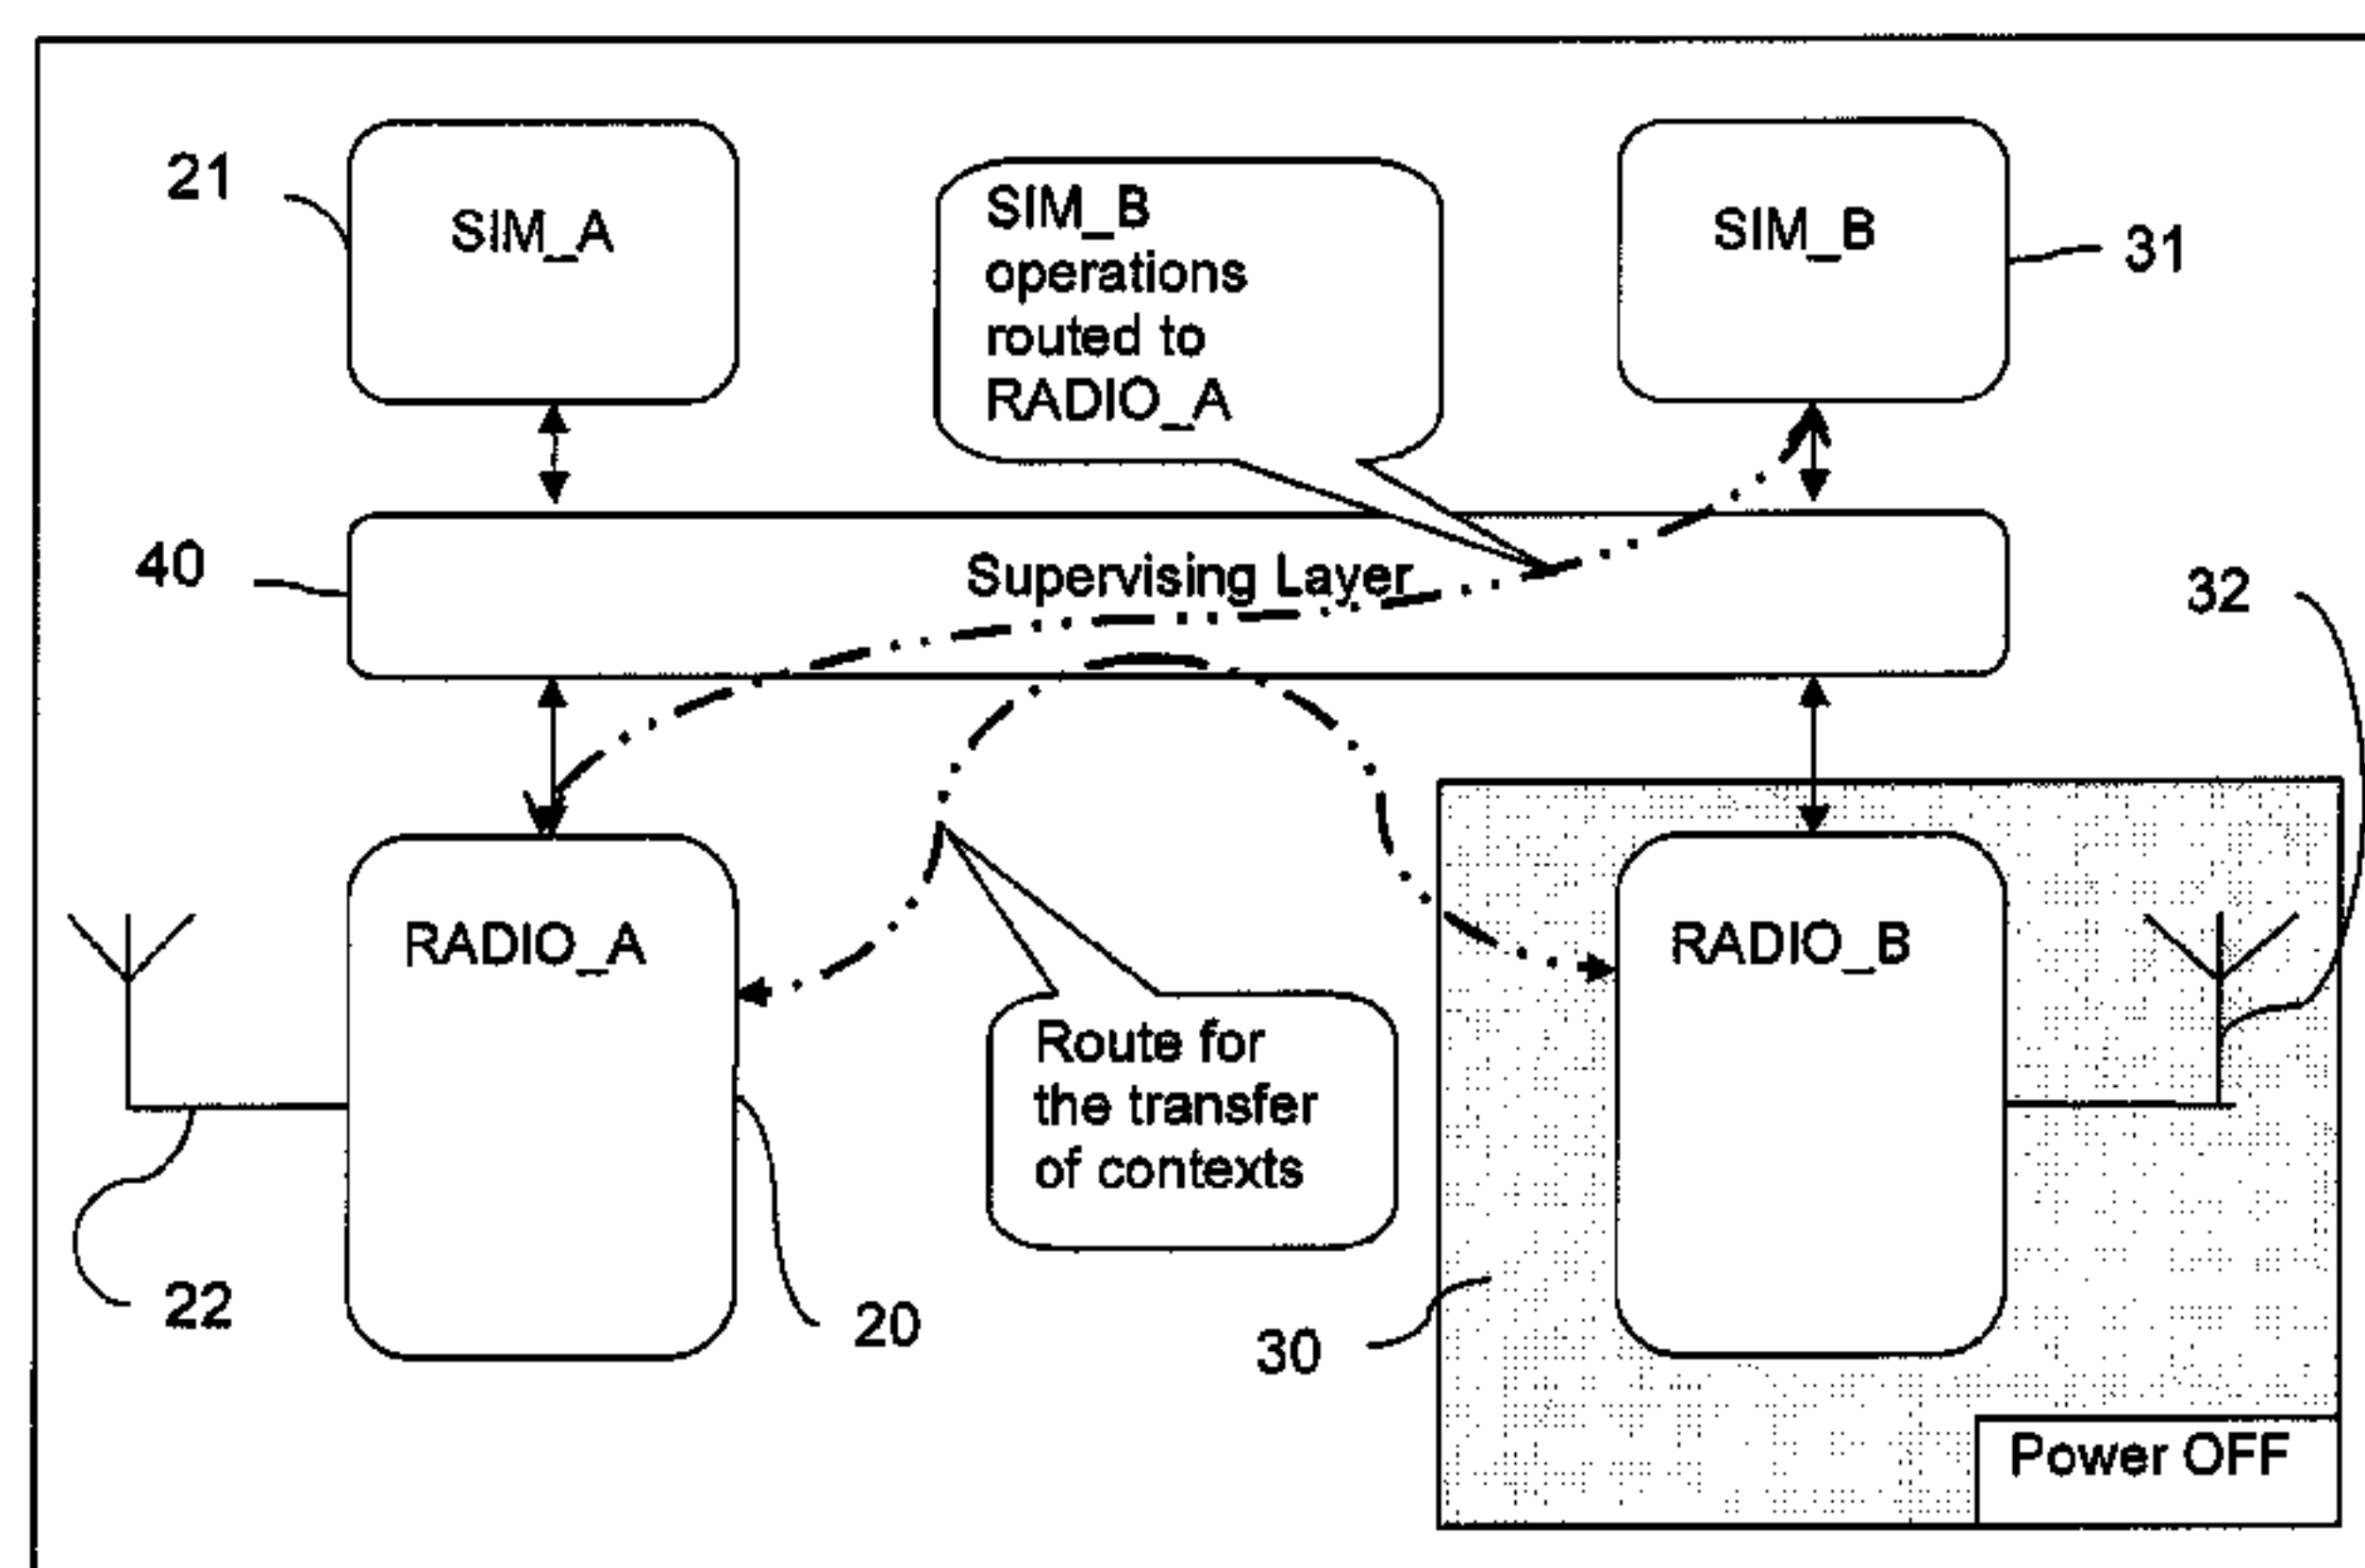 21
SIM_A
SIM_B
operations
routed to
RADIO_A
SIM_B
31
40
Supervising Layer
32
RADIO_A
RADIO_B
Route for
the transfer
of contexts
22
20
30
Power OFF